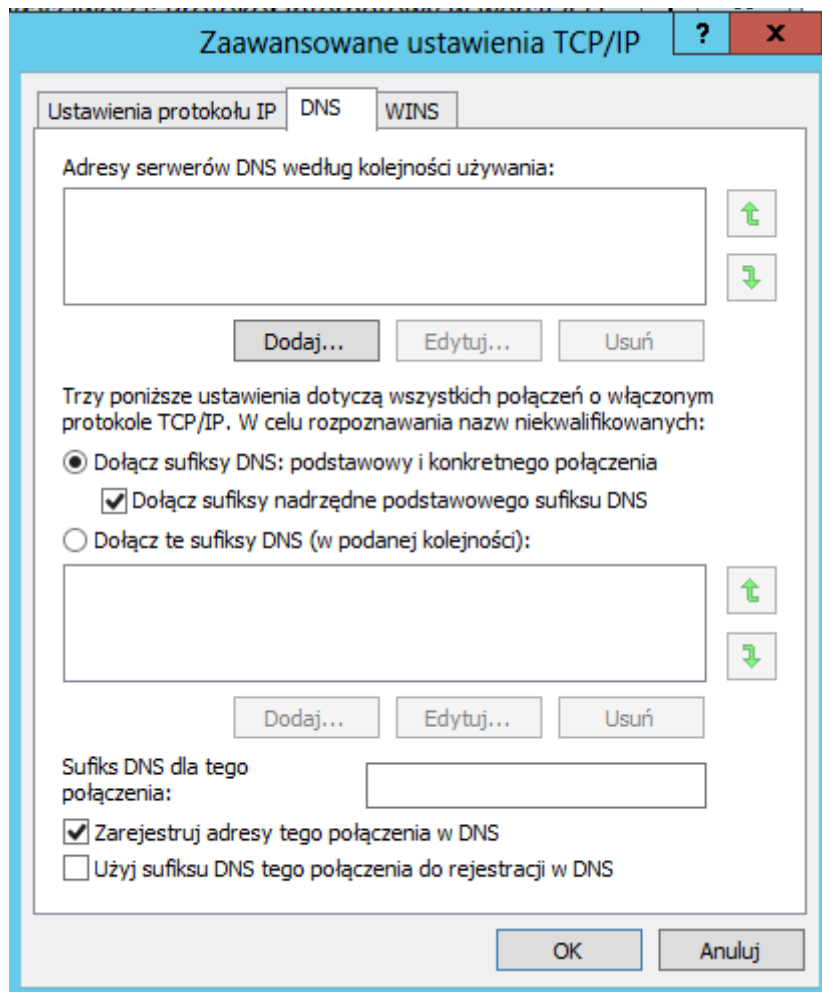 Zaawansowane ustawienia TCP/IP
?
x
Ustawienia protokołu IP
DNS
WINS
Adresy serwerów DNS według kolejności używania:
Dodaj...
Edytuj...
Usuń
Trzy poniższe ustawienia dotyczą wszystkich połączeń o włączonym
protokole TCP/IP. W celu rozpoznawania nazw niekwalifikowanych:
Dołącz sufiksy DNS: podstawowy i konkretnego połączenia
Dołącz sufiksy nadrzędne podstawowego sufiksu DNS
Dołącz te sufiksy DNS (w podanej kolejności):
Dodaj...
Edytuj...
Usuń
Sufiks DNS dla tego
połączenia:
Zarejestruj adresy tego połączenia w DNS
Użyj sufiksu DNS tego połączenia do rejestracji w DNS
OK
Anuluj